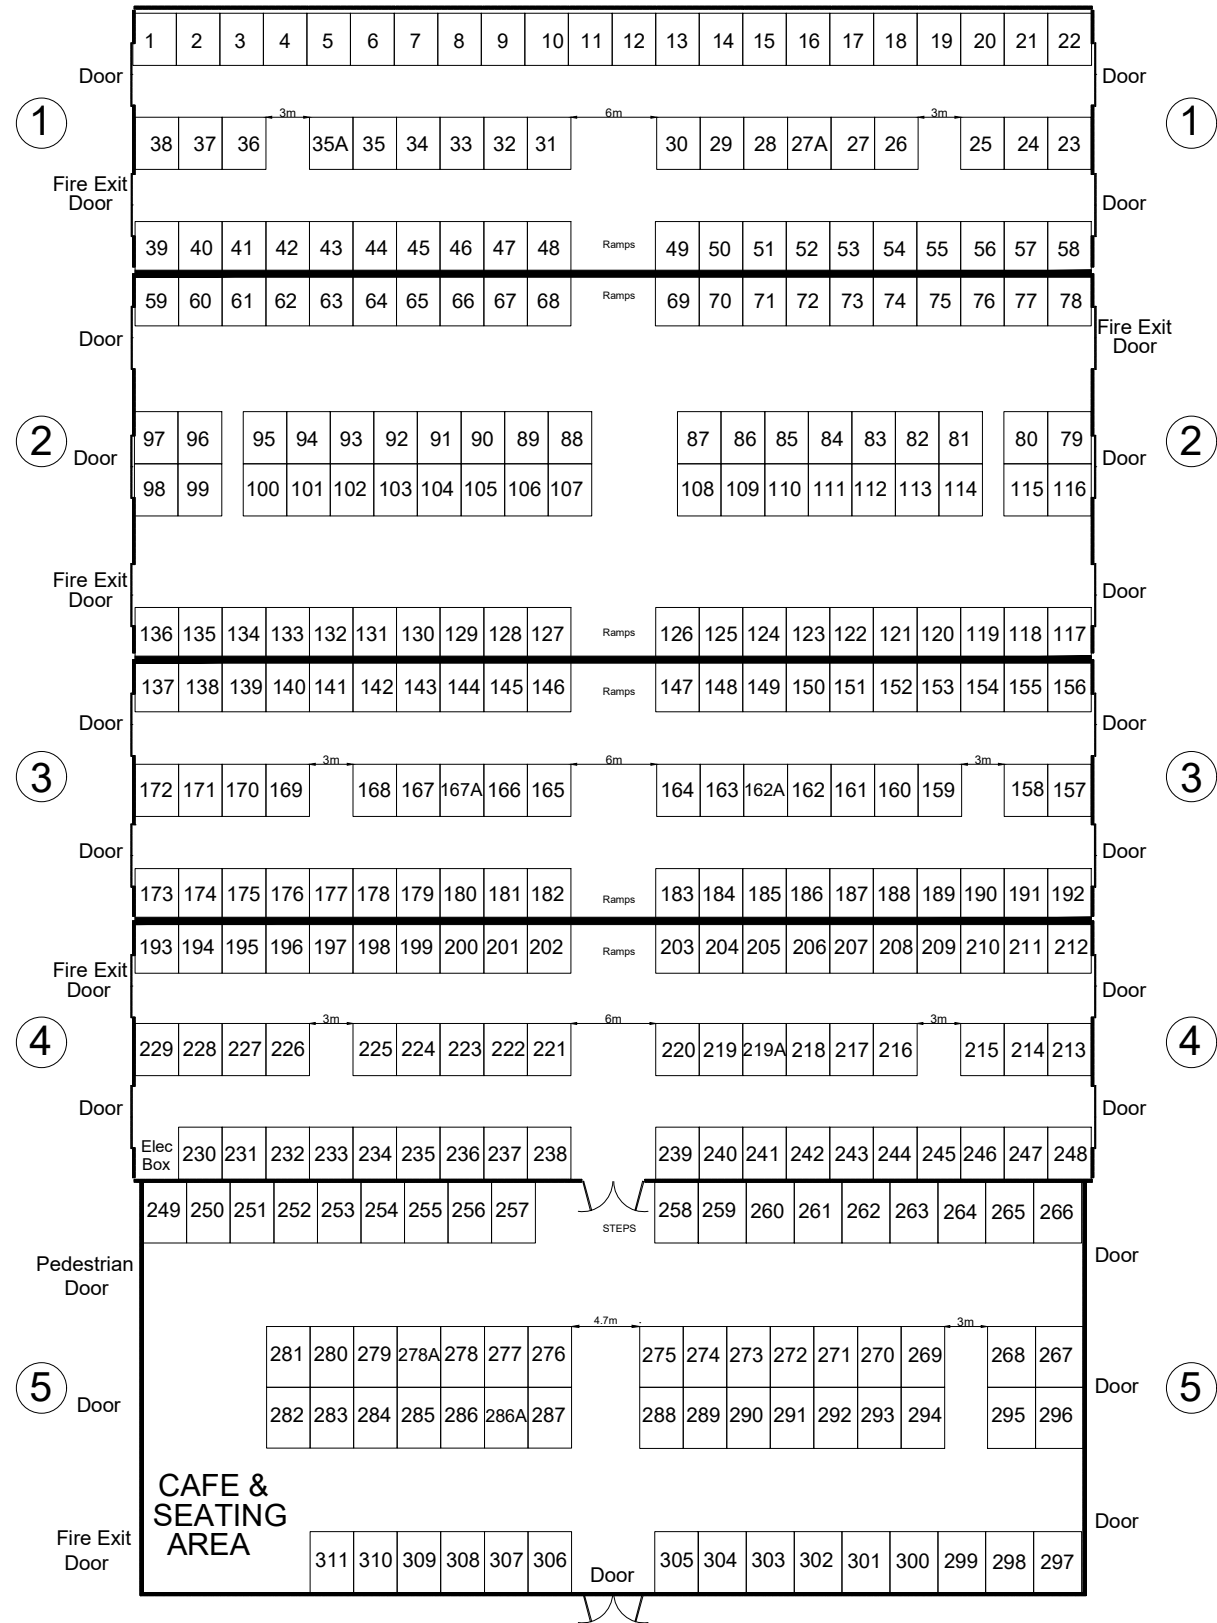 1 2 3 4 5 6 7 8 9 10 11 12 13 14 15 16 17 18 19 20 21 22
Door Door
1 1
3m 6m 3m
38 37 36 35A 35 34 33 32 31 30 29 28 27A 27 26 25 24 23
Fire Exit
Door Door
39 40 41 42 43 44 45 46 47 48 Ramps 49 50 51 52 53 54 55 56 57 58
59 60 61 62 63 64 65 66 67 68 Ramps 69 70 71 72 73 74 75 76 77 78
Door Fire Exit
Door
97 96 95 94 93 92 91 90 89 88 87 86 85 84 83 82 81 80 79
2 Door Door 2
98 99 100 101 102 103 104 105 106 107 108 109 110 111 112 113 114 115 116
Fire Exit
Door Door
136 135 134 133 132 131 130 129 128 127 Ramps 126 125 124 123 122 121 120 119 118 117
137 138 139 140 141 142 143 144 145 146 Ramps 147 148 149 150 151 152 153 154 155 156
Door Door
3m 6m 3m
3 3
172 171 170 169 168 167 167A 166 165 164 163 162A 162 161 160 159 158 157
Door Door
173 174 175 176 177 178 179 180 181 182 Ramps 183 184 185 186 187 188 189 190 191 192
193 194 195 196 197 198 199 200 201 202 Ramps 203 204 205 206 207 208 209 210 211 212
Fire Exit
Door Door
3m 6m 3m
4 4
229 228 227 226 225 224 223 222 221 220 219 219A 218 217 216 215 214 213
Door Door
Elec
Box
230 231 232 233 234 235 236 237 238 239 240 241 242 243 244 245 246 247 248
249 250 251 252 253 254 255 256 257 STEPS 258 259 260 261 262 263 264 265 266
Pedestrian
Door Door
4.7m 3m
281 280 279 278A 278 277 276 275 274 273 272 271 270 269 268 267
5 Door Door 5
282 283 284 285 286 286A 287 288 289 290 291 292 293 294 295 296
CAFE &
SEATING
AREA
Fire Exit
Door Door
311 310 309 308 307 306 Door 305 304 303 302 301 300 299 298 297